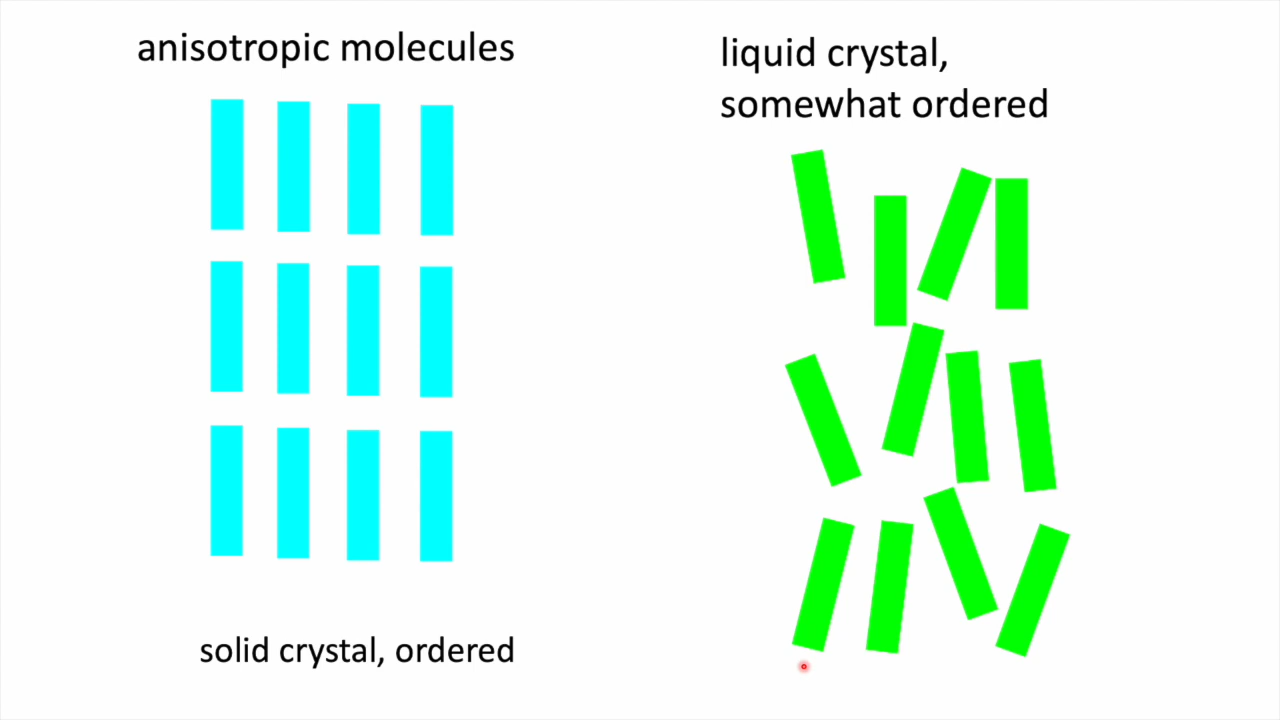 anisotropic molecules
solid crystal, ordered
liquid crystal,
somewhat ordered